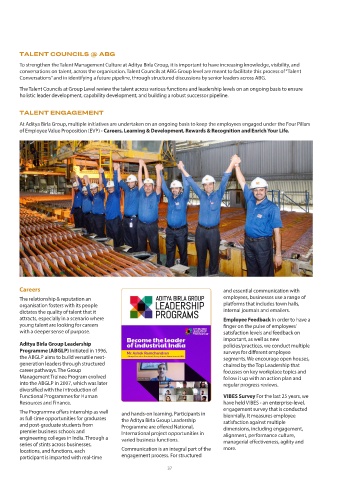 TALENT COUNCILS @ ABG
To strengthen the Talent Management Culture at Aditya Birla Group, it is important to have increasing knowledge, visibility, and
conversations on talent, across the organisation. Talent Councils at ABG Group level are meant to facilitate this process of "Talent
Conversations" and in identifying a future pipeline, through structured discussions by senior leaders across ABG.
The Talent Councils at Group Level review the talent across various functions and leadership levels on an ongoing basis to ensure
holistic leader development, capability development, and building a robust successor pipeline.
TALENT ENGAGEMENT
At Aditya Birla Group, multiple initiatives are undertaken on an ongoing basis to keep the employees engaged under the Four Pillars
of Employee Value Proposition (EVP) - Careers, Learning & Development, Rewards & Recognition and Enrich Your Life.
Careers
The relationship & reputation an
organisation fosters with its people
dictates the quality of talent that it
attracts, especially in a scenario where
young talent are looking for careers
with a deeper sense of purpose.
Aditya Birla Group Leadership
Programme (ABGLP) Initiated in 1996,
the ABGLP aims to build versatile next-
generation leaders through structured
career pathways. The Group
Management Trainee Program evolved
into the ABGLP in 2007, which was later
diversified with the introduction of
Functional Programmes for Human
Resources and Finance.
The Programme offers internship as well
as full-time opportunities for graduates
and post-graduate students from
premier business schools and
engineering colleges in India. Through a
series of stints across businesses,
locations, and functions, each
participant is imparted with real-time
ADITYA BIRLA GROUP
LEADERSHIP
PROGRAMS
Become the leader
of industrial India
and hands-on learning. Participants in
the Aditya Birla Group Leadership
Programme are offered National,
International project opportunities in
varied business functions.
Communication is an integral part of the
engagement process. For structured
and essential communication with
employees, businesses use a range of
platforms that includes town halls,
internal journals and emailers.
Employee Feedback In order to have a
finger on the pulse of employees'
satisfaction levels and feedback on
important, as well as new
policies/practices, we conduct multiple
surveys for different employee
segments. We encourage open houses,
chaired by the Top Leadership that
focusses on key workplace topics and
follow it up with an action plan and
regular progress reviews.
VIBES Survey For the last 25 years, we
have held VIBES - an enterprise-level,
engagement survey that is conducted
biennially. It measures employee
satisfaction against multiple
dimensions, including engagement,
alignment, performance culture,
managerial effectiveness, agility and
more.